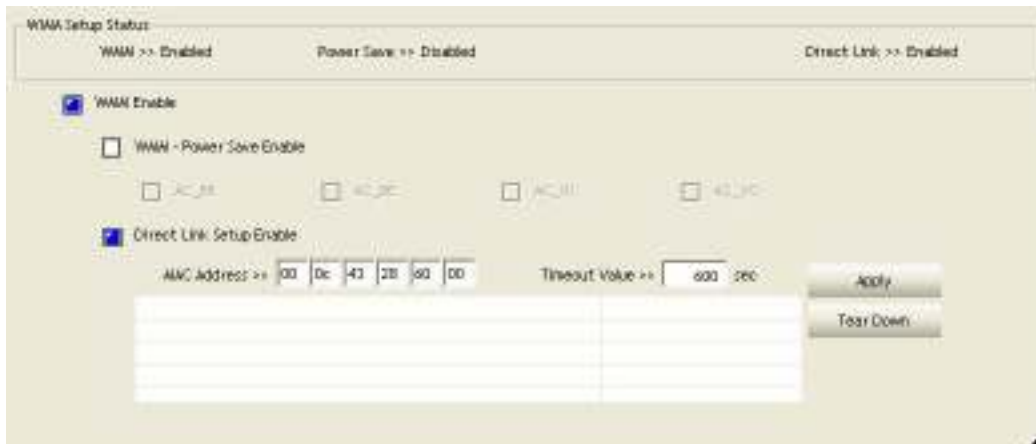 WMM Setup Status
WMM >> Enabled Power Save >> Disabled Direct Link >> Enabled
WMM Enable
WMM - Power Save Enable
AC_BE AC_VO
Direct Link Setup Enable
MAC Address >> 00 0c 43 28 60 00 Timeout Value >> 600 sec
Apply
Tear Down